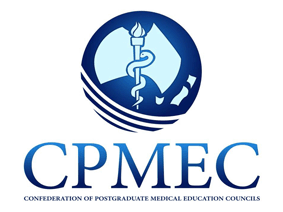 CPMEC
CONFEDERATION OF POSTGRADUATE MEDICAL EDUCATION COUNCILS